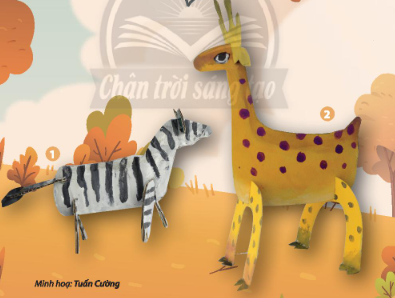 Chân trời sáng tạo
2
1
Minh hoạ: Tuấn Cường